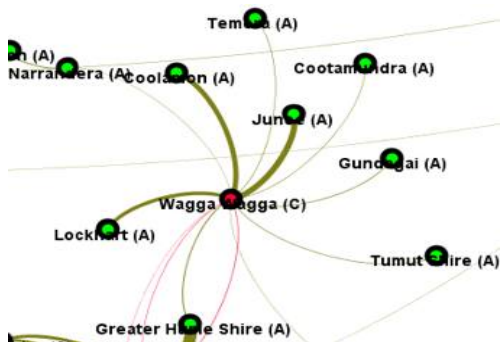 Temora (A)
(A)
Narrandera (A)
Coolamon (A)
Cootamundra (A)
Junee (A)
Gundagai (A)
Wagga Wagga (C)
Lockhart (A)
Tumut Shire (A)
Greater Hume Shire (A)